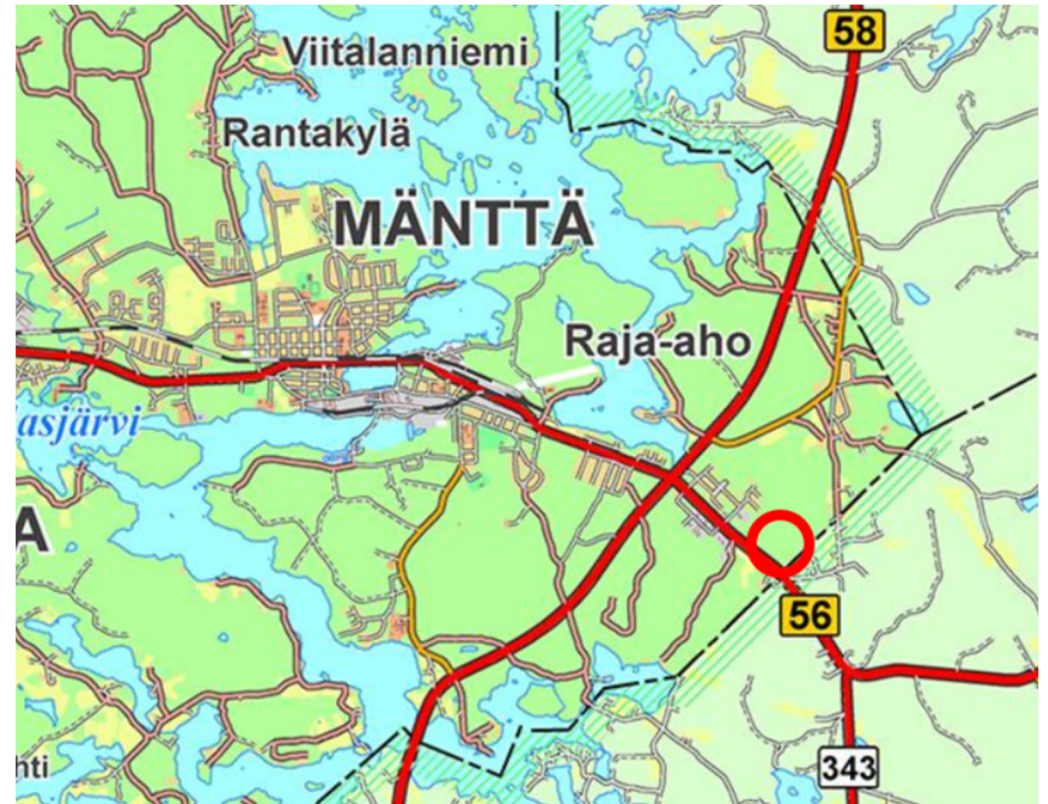 58
Viitalanniemi
Rantakylä
MÄNTTÄ
Raja-aho
asjärvi
A
56
hti
343